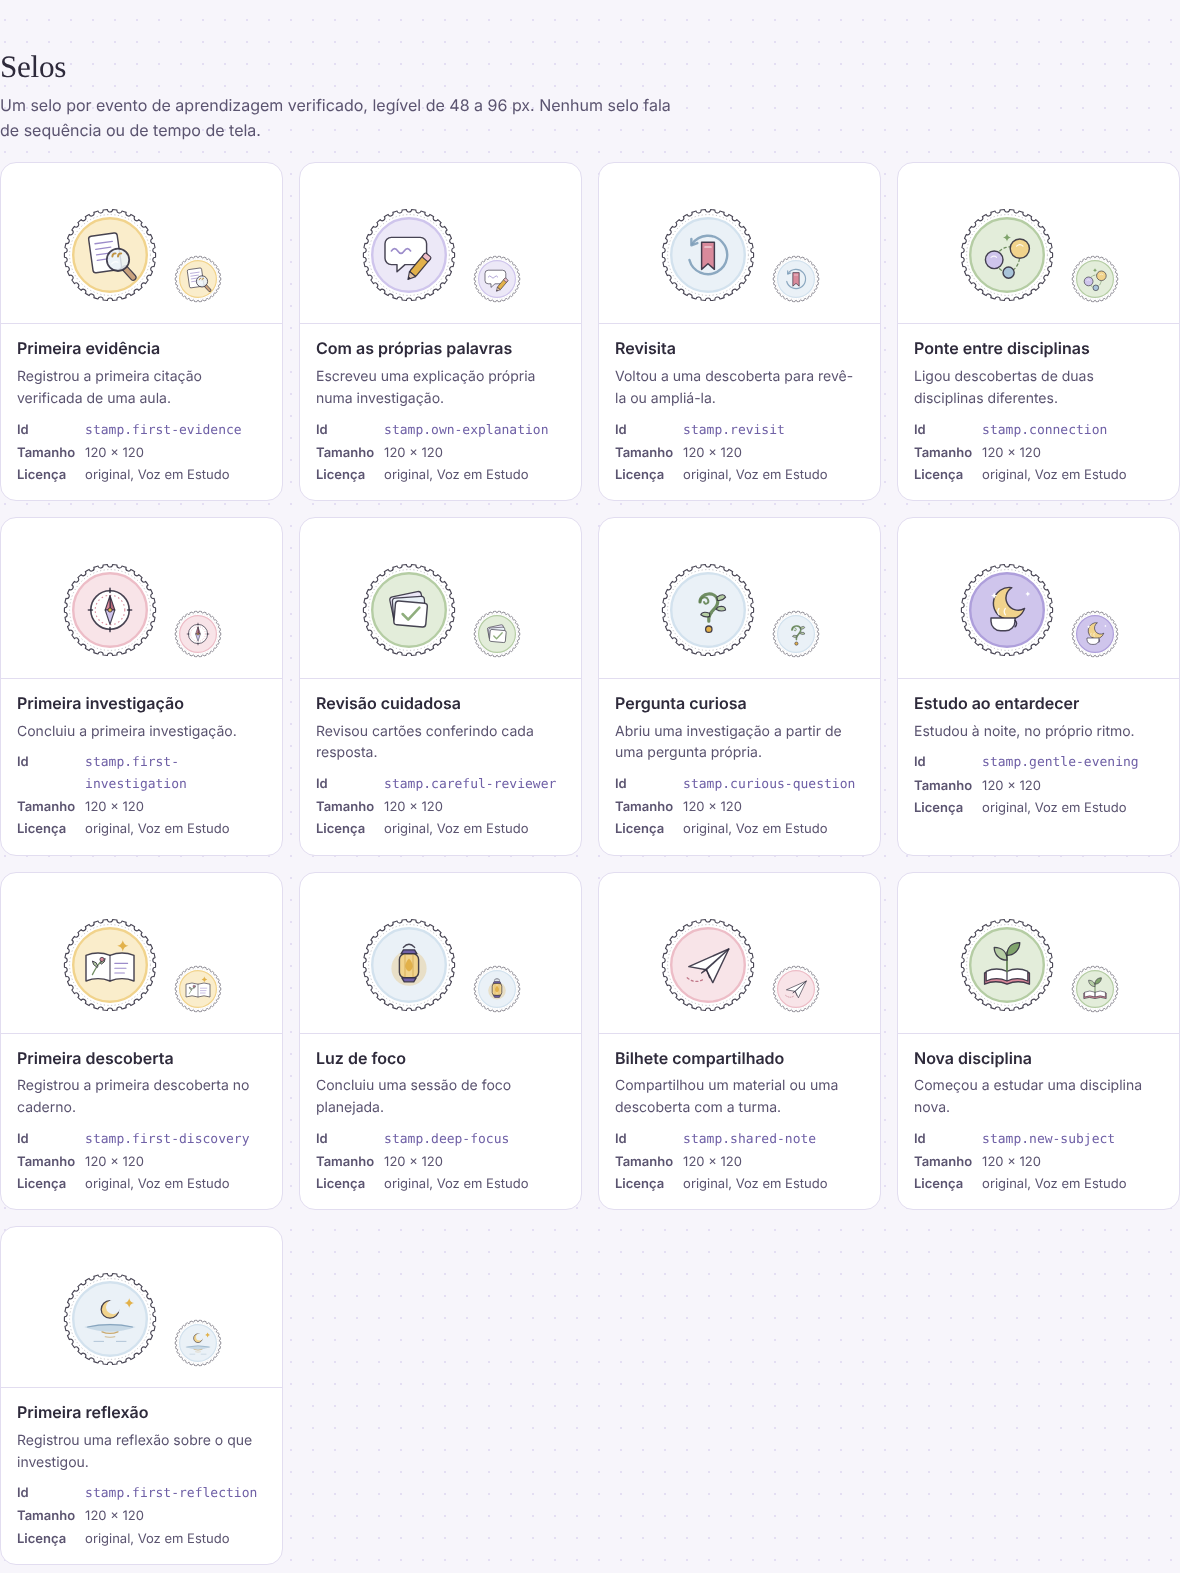 Selos
Um selo por evento de aprendizagem verificado, legível de 48 a 96 px. Nenhum selo fala
de sequência ou de tempo de tela.
Primeira evidência
Registrou a primeira citação
verificada de uma aula.
Id stamp.first-evidence
Tamanho 120 × 120
Licença original, Voz em Estudo
Com as próprias palavras
Escreveu uma explicação própria
numa investigação.
Id stamp.own-explanation
Tamanho 120 × 120
Licença original, Voz em Estudo
Revisita
Voltou a uma descoberta para revê-
la ou ampliá-la.
Id stamp.revisit
Tamanho 120 × 120
Licença original, Voz em Estudo
Ponte entre disciplinas
Ligou descobertas de duas
disciplinas diferentes.
Id stamp.connection
Tamanho 120 × 120
Licença original, Voz em Estudo
Primeira investigação
Concluiu a primeira investigação.
Id stamp.first-
investigation
Tamanho 120 × 120
Licença original, Voz em Estudo
Revisão cuidadosa
Revisou cartões conferindo cada
resposta.
Id stamp.careful-reviewer
Tamanho 120 × 120
Licença original, Voz em Estudo
Pergunta curiosa
Abriu uma investigação a partir de
uma pergunta própria.
Id stamp.curious-question
Tamanho 120 × 120
Licença original, Voz em Estudo
Estudo ao entardecer
Estudou à noite, no próprio ritmo.
Id stamp.gentle-evening
Tamanho 120 × 120
Licença original, Voz em Estudo
Primeira descoberta
Registrou a primeira descoberta no
caderno.
Id stamp.first-discovery
Tamanho 120 × 120
Licença original, Voz em Estudo
Luz de foco
Concluiu uma sessão de foco
planejada.
Id stamp.deep-focus
Tamanho 120 × 120
Licença original, Voz em Estudo
Bilhete compartilhado
Compartilhou um material ou uma
descoberta com a turma.
Id stamp.shared-note
Tamanho 120 × 120
Licença original, Voz em Estudo
Nova disciplina
Começou a estudar uma disciplina
nova.
Id stamp.new-subject
Tamanho 120 × 120
Licença original, Voz em Estudo
Primeira reflexão
Registrou uma reflexão sobre o que
investigou.
Id stamp.first-reflection
Tamanho 120 × 120
Licença original, Voz em Estudo